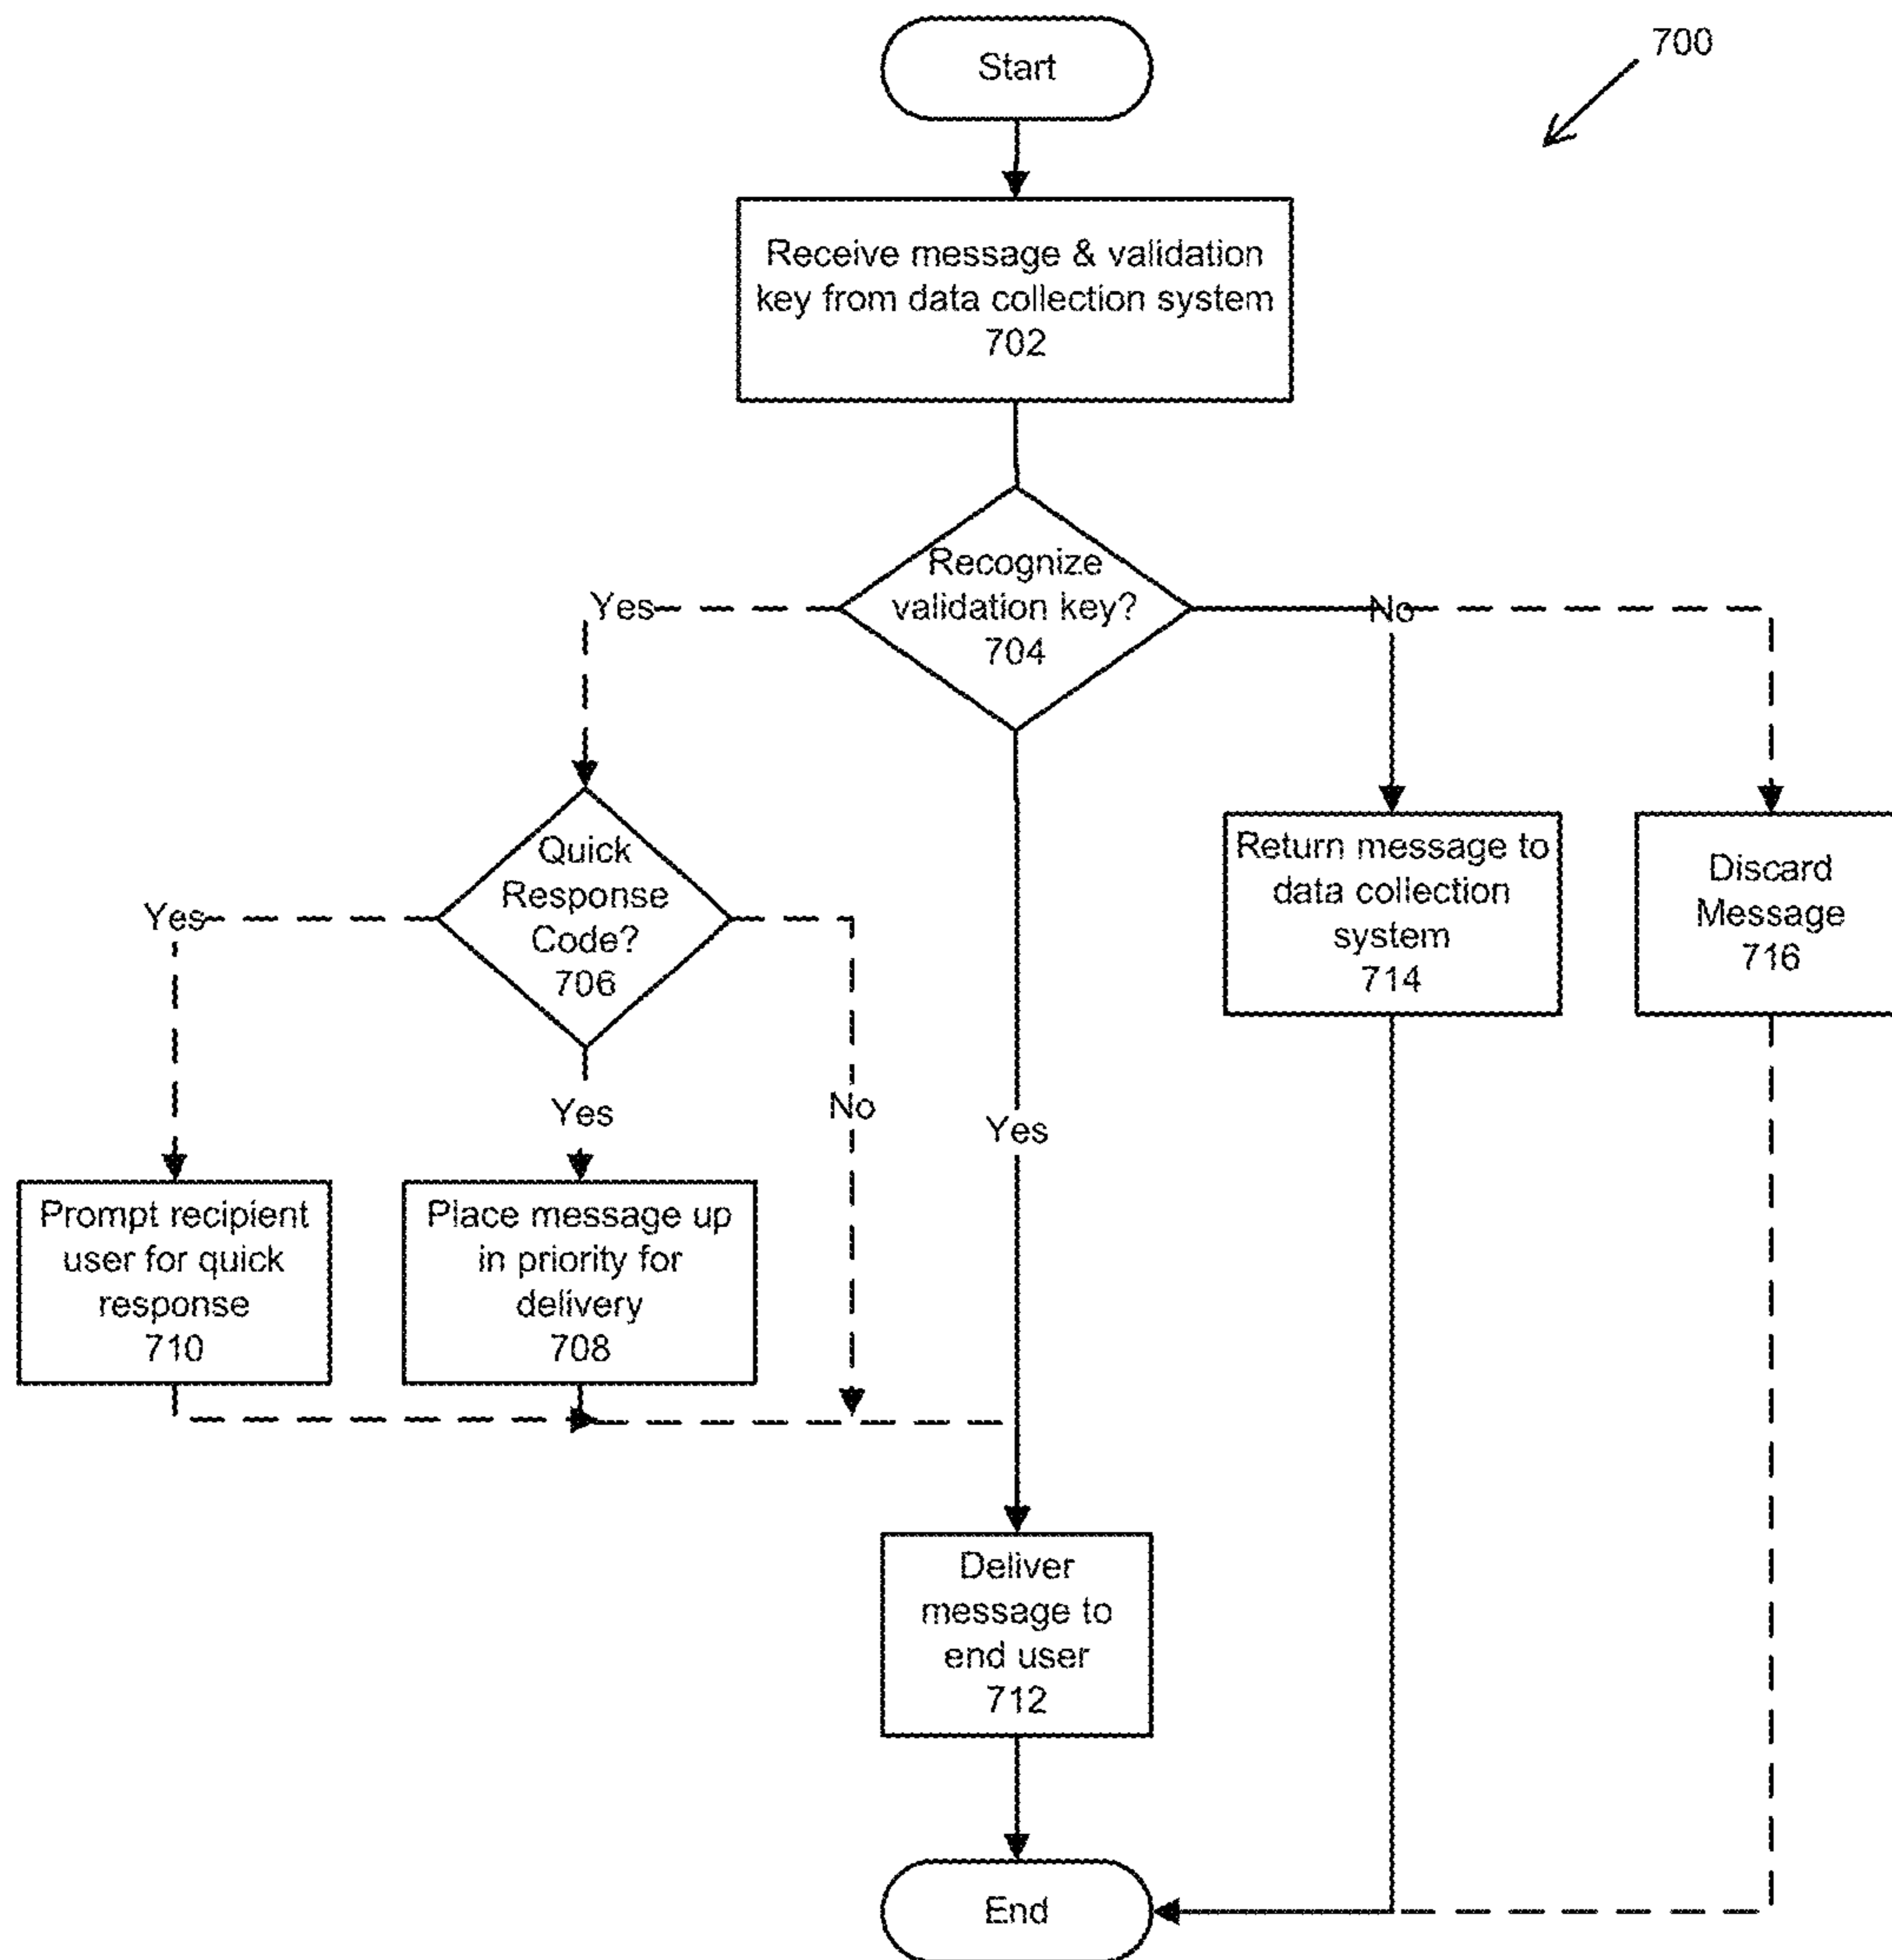 Start
700
Receive message & validation
key from data collection system
702
Recognize
validation key?
704
Yes
No
Quick
Response
Code?
706
Yes
Yes
No
Yes
Return message to
data collection
system
714
Discard
Message
716
Prompt recipient
user for quick
response
710
Place message up
in priority for
delivery
708
Deliver
message to
end user
712
End